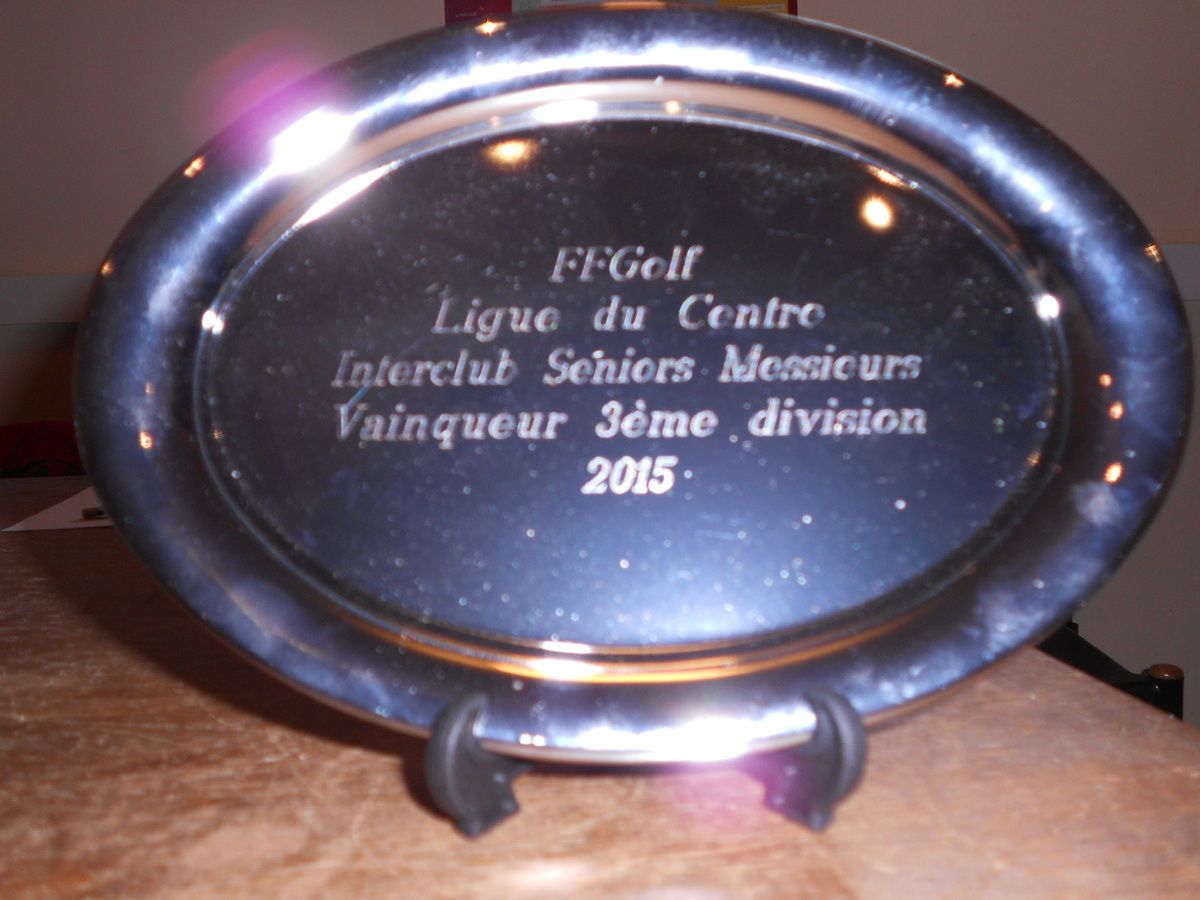 FFGolf
Ligue du Centre
Interclub Séniors Messieurs
Vainqueur 3ème division
2015